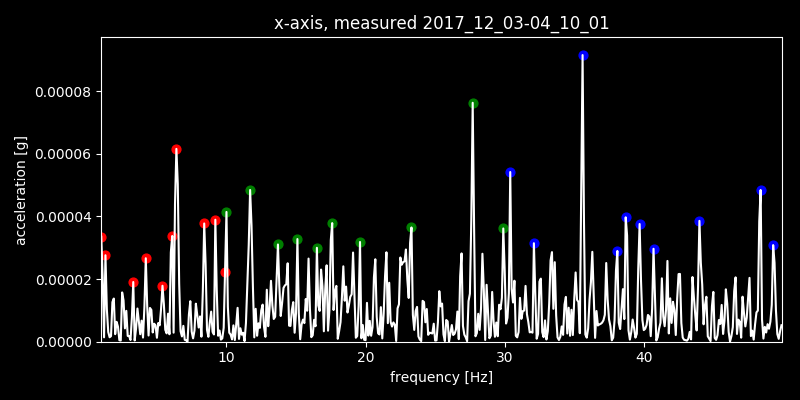 x-axis, measured 2017_12_03-04_10_01
acceleration [g]
0.00008
0.00006
0.00004
0.00002
0.00000
10 20 30 40
frequency [Hz]